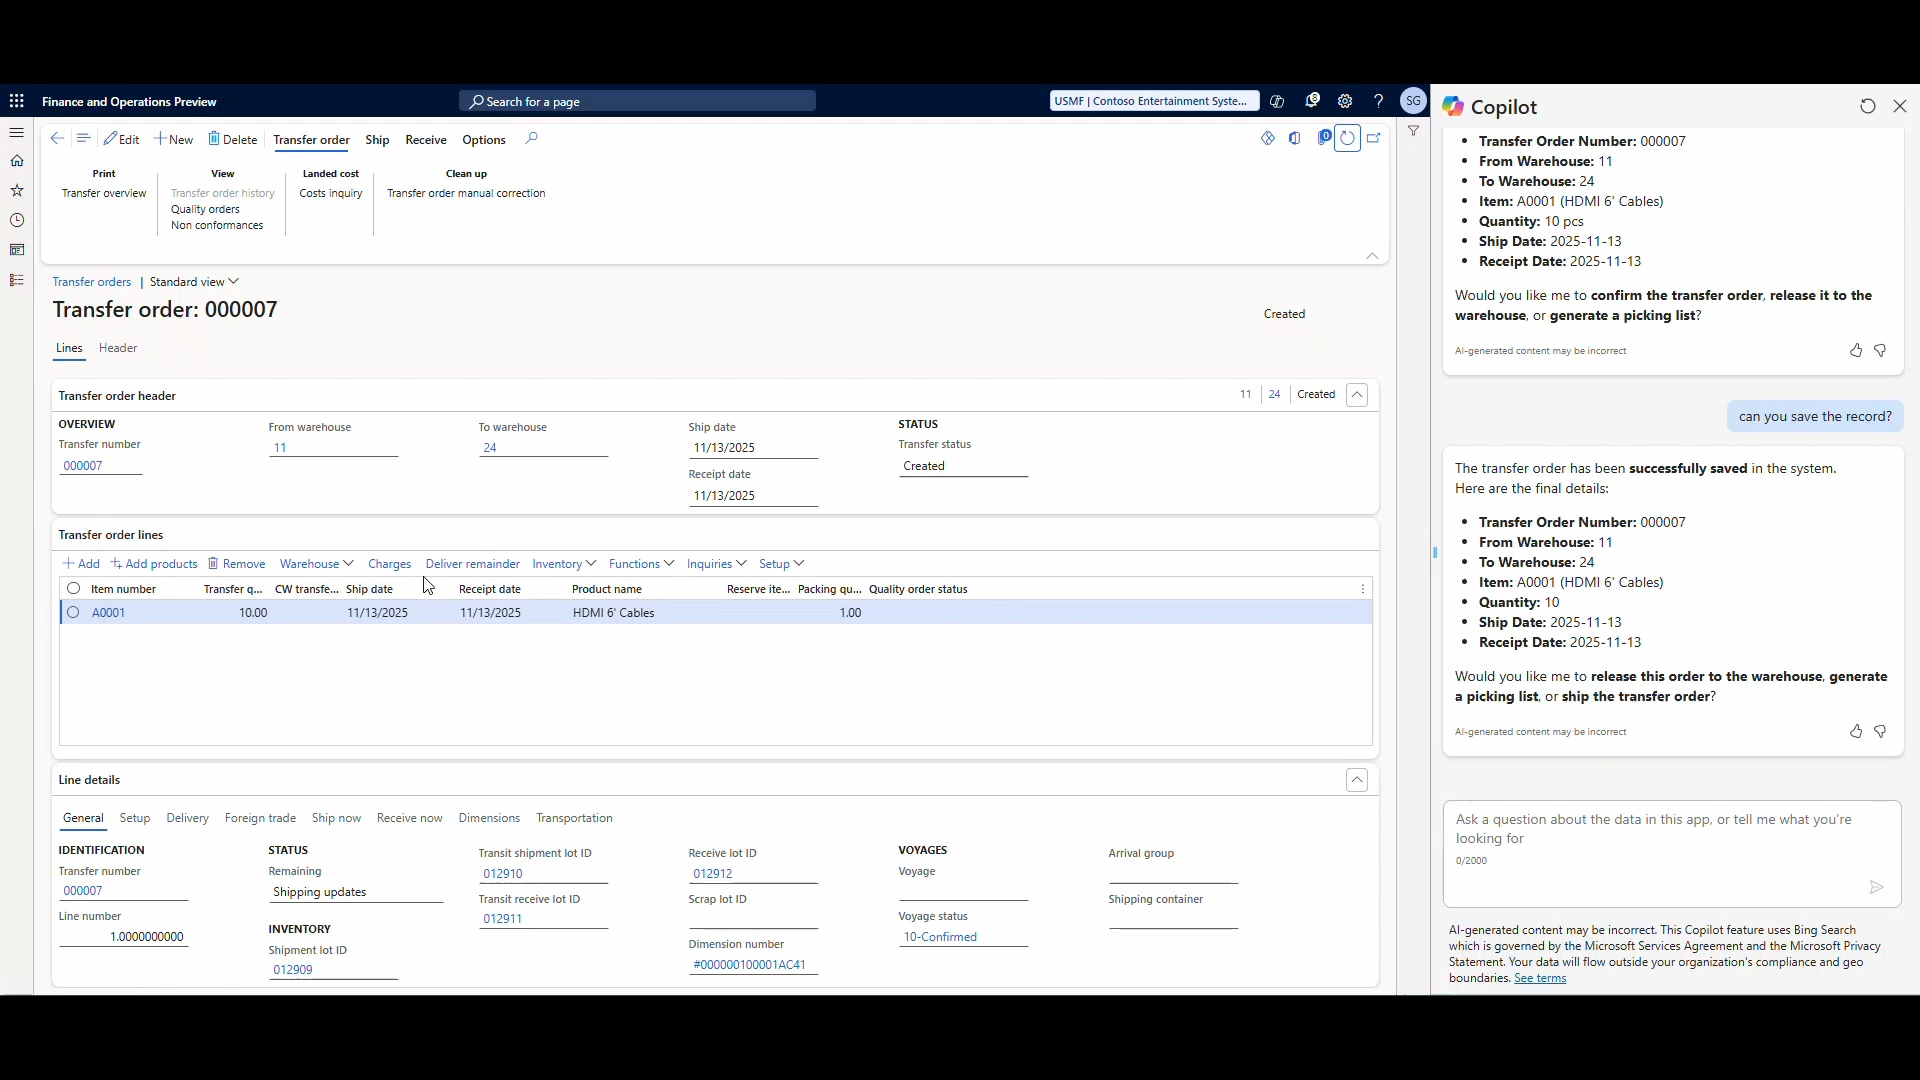 Finance and Operations Preview
Search for a page
USMF | Contoso Entertainment Syste...
8
SG
Edit
New
Delete
Transfer order
Ship
Receive
Options
0
Print
Transfer overview
View
Transfer order history
Quality orders
Non conformances
Landed cost
Costs inquiry
Clean up
Transfer order manual correction
Transfer orders | Standard view
Transfer order: 000007
Created
Lines
Header
Transfer order header
11 | 24 | Created
OVERVIEW
Transfer number
000007
From warehouse
11
To warehouse
24
Ship date
11/13/2025
Receipt date
11/13/2025
STATUS
Transfer status
Created
Transfer order lines
+ Add
Add products
Remove
Warehouse
Charges
Deliver remainder
Inventory
Functions
Inquiries
Setup
Item number Transfer q... CW transfe... Ship date Receipt date Product name Reserve ite... Packing qu... Quality order status
A0001 10.00 11/13/2025 11/13/2025 HDMI 6' Cables 1.00
Line details
General Setup Delivery Foreign trade Ship now Receive now Dimensions Transportation
IDENTIFICATION
Transfer number
000007
Line number
1.0000000000
STATUS
Remaining
Shipping updates
INVENTORY
Shipment lot ID
012909
Transit shipment lot ID
012910
Transit receive lot ID
012911
Receive lot ID
012912
Scrap lot ID
Dimension number
#000000100001AC41
VOYAGES
Voyage
Voyage status
10-Confirmed
Arrival group
Shipping container
Copilot
• Transfer Order Number: 000007
• From Warehouse: 11
• To Warehouse: 24
• Item: A0001 (HDMI 6' Cables)
• Quantity: 10 pcs
• Ship Date: 2025-11-13
• Receipt Date: 2025-11-13
Would you like me to confirm the transfer order, release it to the
warehouse, or generate a picking list?
AI-generated content may be incorrect
can you save the record?
The transfer order has been successfully saved in the system.
Here are the final details:
• Transfer Order Number: 000007
• From Warehouse: 11
• To Warehouse: 24
• Item: A0001 (HDMI 6' Cables)
• Quantity: 10
• Ship Date: 2025-11-13
• Receipt Date: 2025-11-13
Would you like me to release this order to the warehouse, generate
a picking list, or ship the transfer order?
AI-generated content may be incorrect
Ask a question about the data in this app, or tell me what you're
looking for
0/2000
AI-generated content may be incorrect. This Copilot feature uses Bing Search
which is governed by the Microsoft Services Agreement and the Microsoft Privacy
Statement. Your data will flow outside your organization's compliance and geo
boundaries. See terms